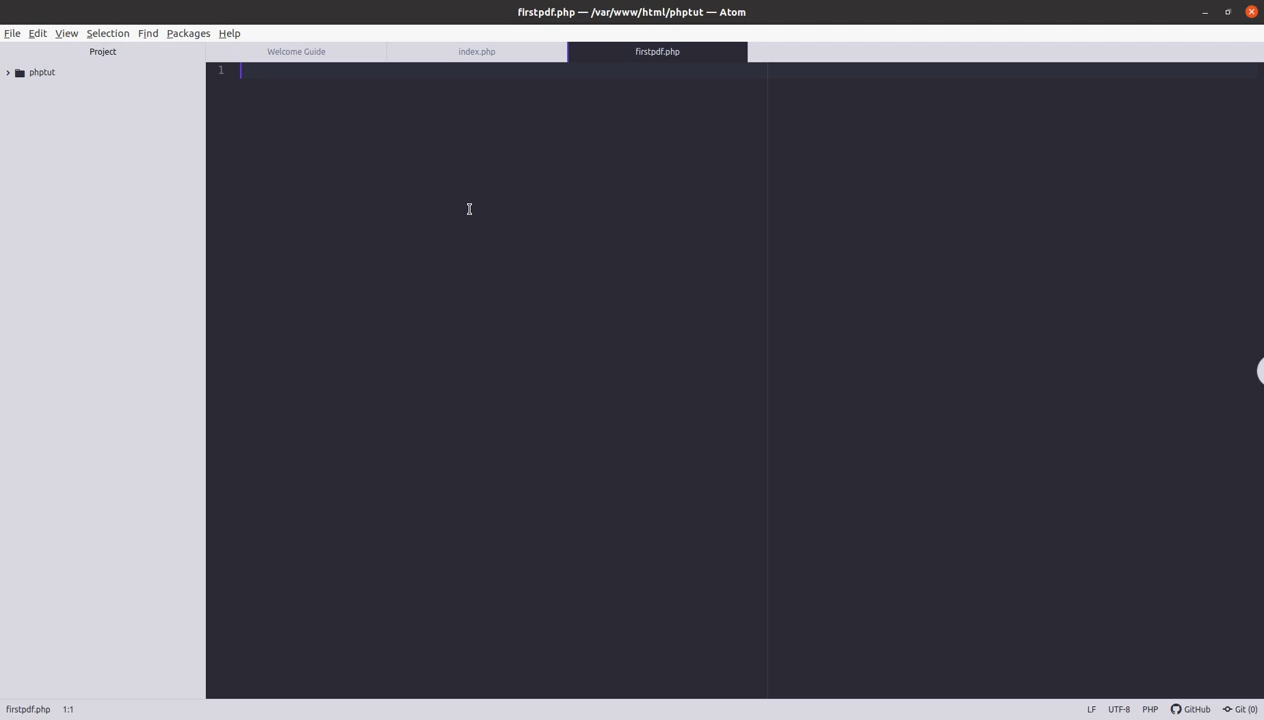 firstpdf.php — /var/www/html/phptut — Atom
File Edit View Selection Find Packages Help
Project Welcome Guide index.php firstpdf.php
phptut
1
firstpdf.php 1:1 LF UTF-8 PHP GitHub Git (0)